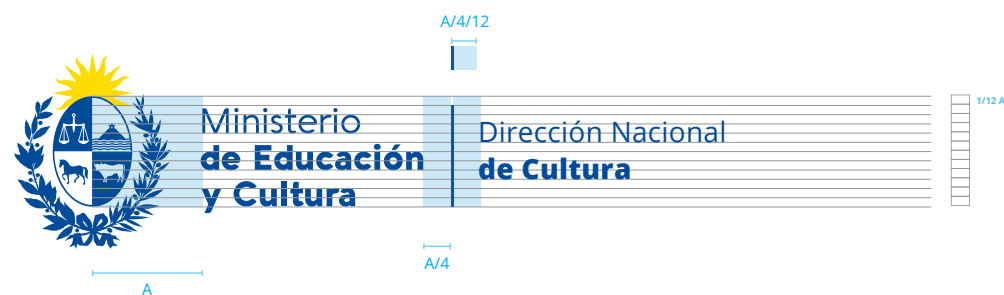 A/4/12
1/12 A
Ministerio
de Educación
y Cultura
Dirección Nacional
de Cultura
A/4
A